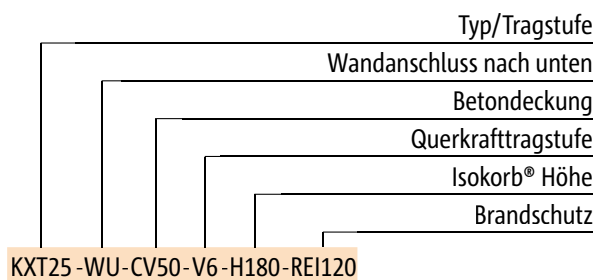 Typ/Tragstufe
Wandanschluss nach unten
Betondeckung
Querkrafttragstufe
Isokorb® Höhe
Brandschutz
KXT25-WU-CV50-V6-H180-REI120